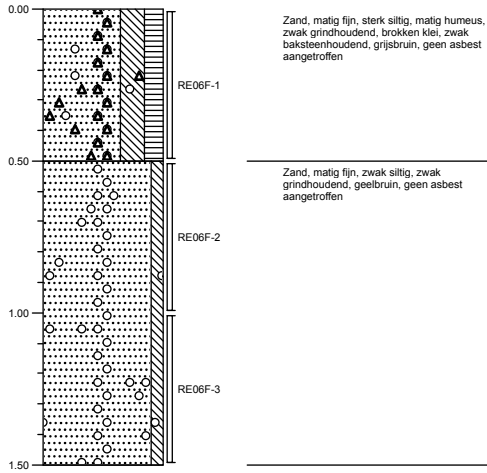 0.00
Zand, matig fijn, sterk siltig, matig humeus,
zwak grindhoudend, brokken klei, zwak
baksteenhoudend, grijsbruin, geen asbest
aangetroffen
RE06F-1
0.50
Zand, matig fijn, zwak siltig, zwak
grindhoudend, geelbruin, geen asbest
aangetroffen
RE06F-2
1.00
RE06F-3
1.50